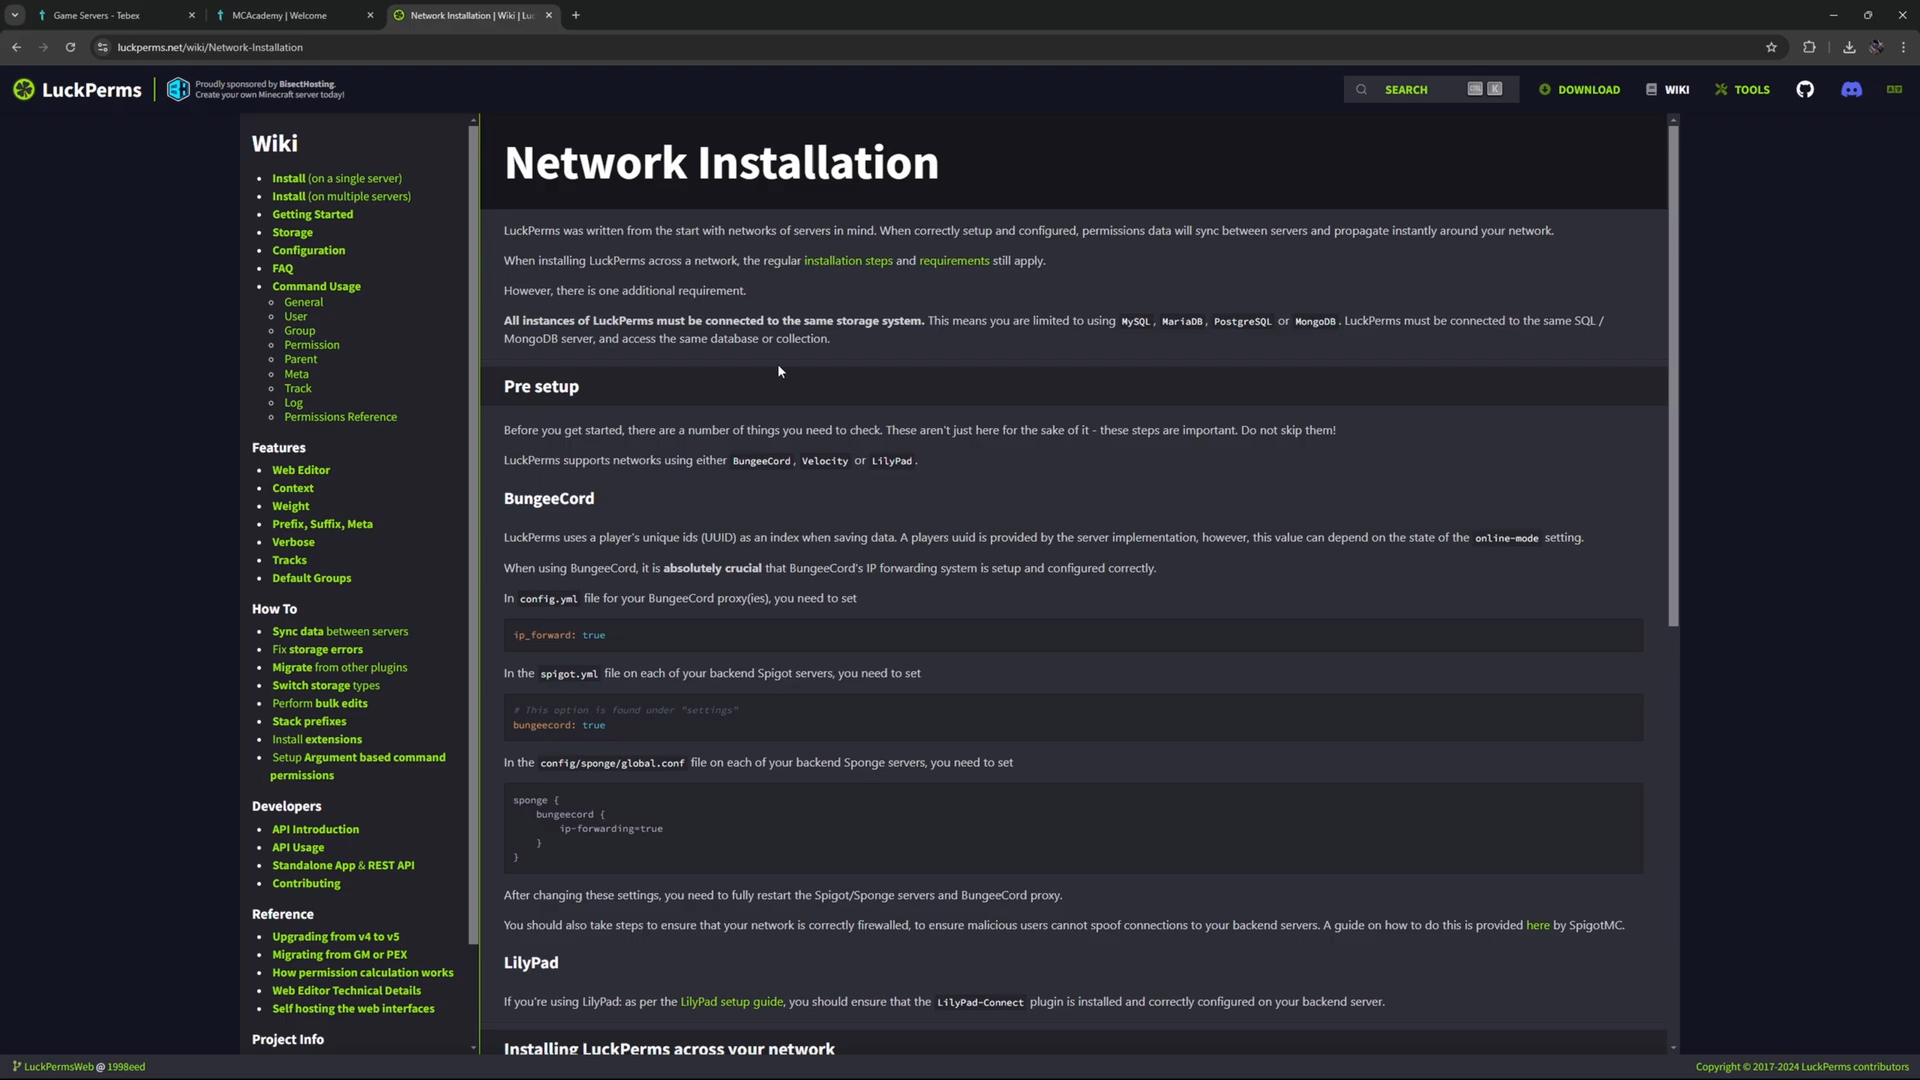 Game Servers - Tebex
MCAcademy | Welcome
Network Installation | Wiki | Lu
luckperms.net/wiki/Network-Installation
LuckPerms
Proudly sponsored by BisectHosting.
Create your own Minecraft server today!
SEARCH
CTRL K
DOWNLOAD
WIKI
TOOLS
Wiki
Install (on a single server)
Install (on multiple servers)
Getting Started
Storage
Configuration
FAQ
Command Usage
General
User
Group
Permission
Parent
Meta
Track
Log
Permissions Reference
Features
Web Editor
Context
Weight
Prefix, Suffix, Meta
Verbose
Tracks
Default Groups
How To
Sync data between servers
Fix storage errors
Migrate from other plugins
Switch storage types
Perform bulk edits
Stack prefixes
Install extensions
Setup Argument based command
permissions
Developers
API Introduction
API Usage
Standalone App & REST API
Contributing
Reference
Upgrading from v4 to v5
Migrating from GM or PEX
How permission calculation works
Web Editor Technical Details
Self hosting the web interfaces
Project Info
Network Installation
LuckPerms was written from the start with networks of servers in mind. When correctly setup and configured, permissions data will sync between servers and propagate instantly around your network.
When installing LuckPerms across a network, the regular installation steps and requirements still apply.
However, there is one additional requirement.
All instances of LuckPerms must be connected to the same storage system. This means you are limited to using MySQL, MariaDB, PostgreSQL or MongoDB. LuckPerms must be connected to the same SQL /
MongoDB server, and access the same database or collection.
Pre setup
Before you get started, there are a number of things you need to check. These aren't just here for the sake of it - these steps are important. Do not skip them!
LuckPerms supports networks using either BungeeCord, Velocity or LilyPad.
BungeeCord
LuckPerms uses a player's unique ids (UUID) as an index when saving data. A players uuid is provided by the server implementation, however, this value can depend on the state of the online-mode setting.
When using BungeeCord, it is absolutely crucial that BungeeCord's IP forwarding system is setup and configured correctly.
In config.yml file for your BungeeCord proxy(ies), you need to set
ip_forward: true
In the spigot.yml file on each of your backend Spigot servers, you need to set
# This option is found under "settings"
bungeecord: true
In the config/sponge/global.conf file on each of your backend Sponge servers, you need to set
sponge {
bungeecord {
ip-forwarding=true
}
}
After changing these settings, you need to fully restart the Spigot/Sponge servers and BungeeCord proxy.
You should also take steps to ensure that your network is correctly firewalled, to ensure malicious users cannot spoof connections to your backend servers. A guide on how to do this is provided here by SpigotMC.
LilyPad
If you're using LilyPad: as per the LilyPad setup guide, you should ensure that the LilyPad-Connect plugin is installed and correctly configured on your backend server.
Installing LuckPerms across your network
LuckPermsWeb @ 1998eed
Copyright © 2017-2024 LuckPerms contributors